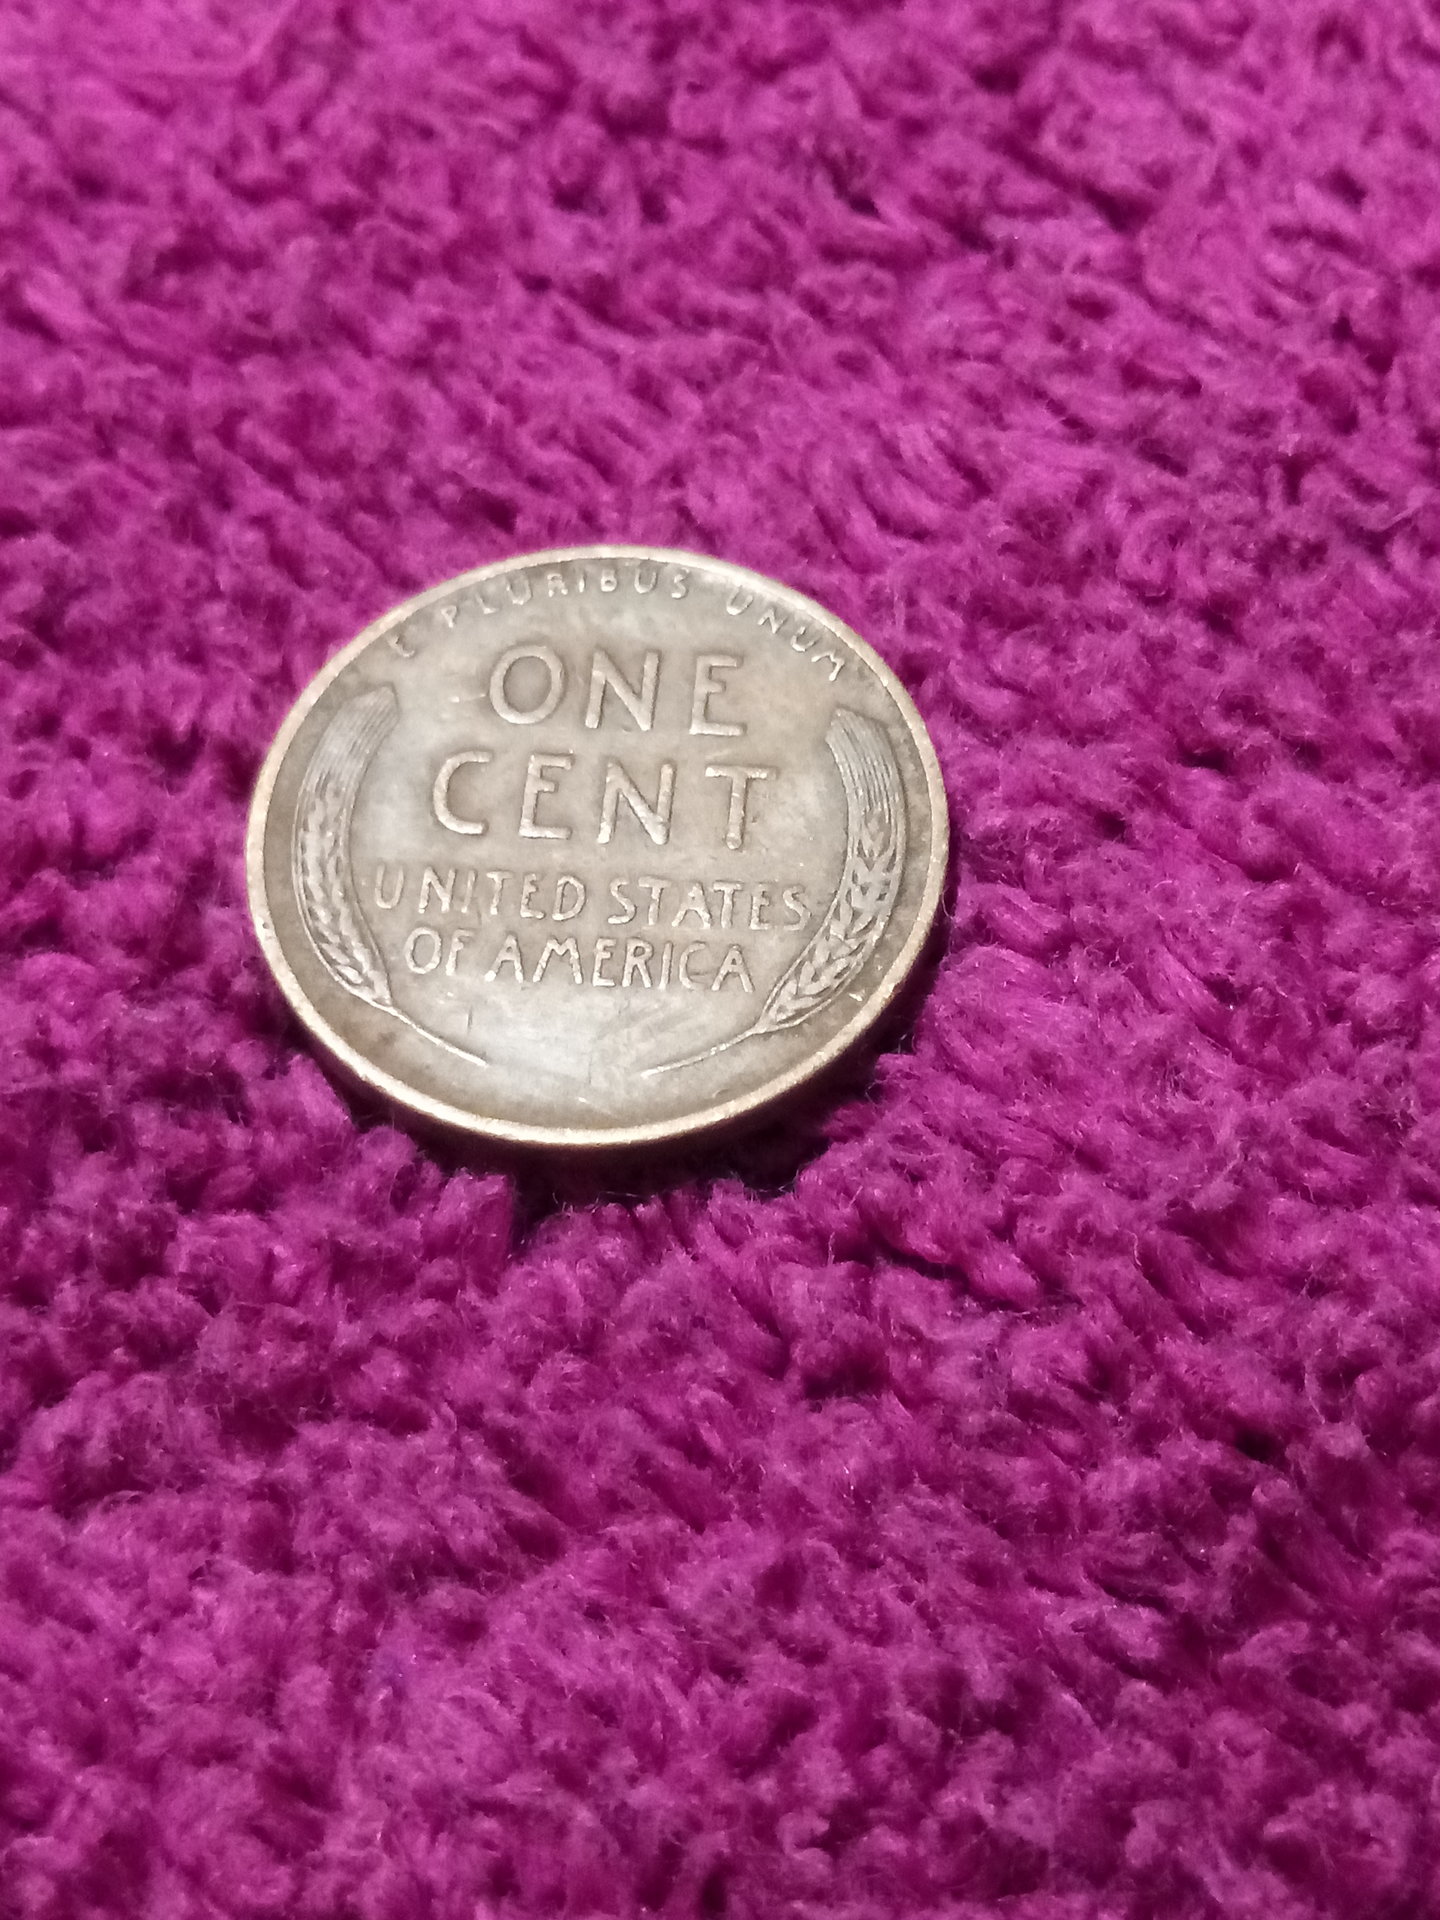 E PLURIBUS UNUM
ONE
CENT
UNITED STATES
OF AMERICA